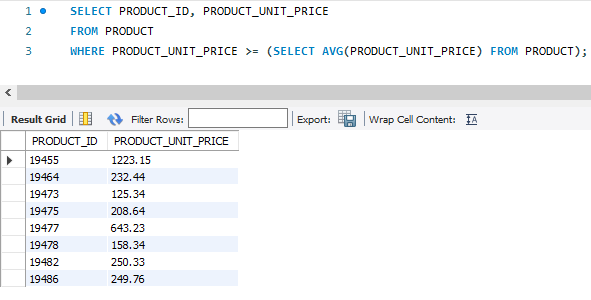 1 SELECT PRODUCT_ID, PRODUCT_UNIT_PRICE
2 FROM PRODUCT
3 WHERE PRODUCT_UNIT_PRICE >= (SELECT AVG(PRODUCT_UNIT_PRICE) FROM PRODUCT);
Result Grid Filter Rows: Export: Wrap Cell Content: IA
PRODUCT_ID PRODUCT_UNIT_PRICE
19455 1223.15
19464 232.44
19473 125.34
19475 208.64
19477 643.23
19478 158.34
19482 250.33
19486 249.76